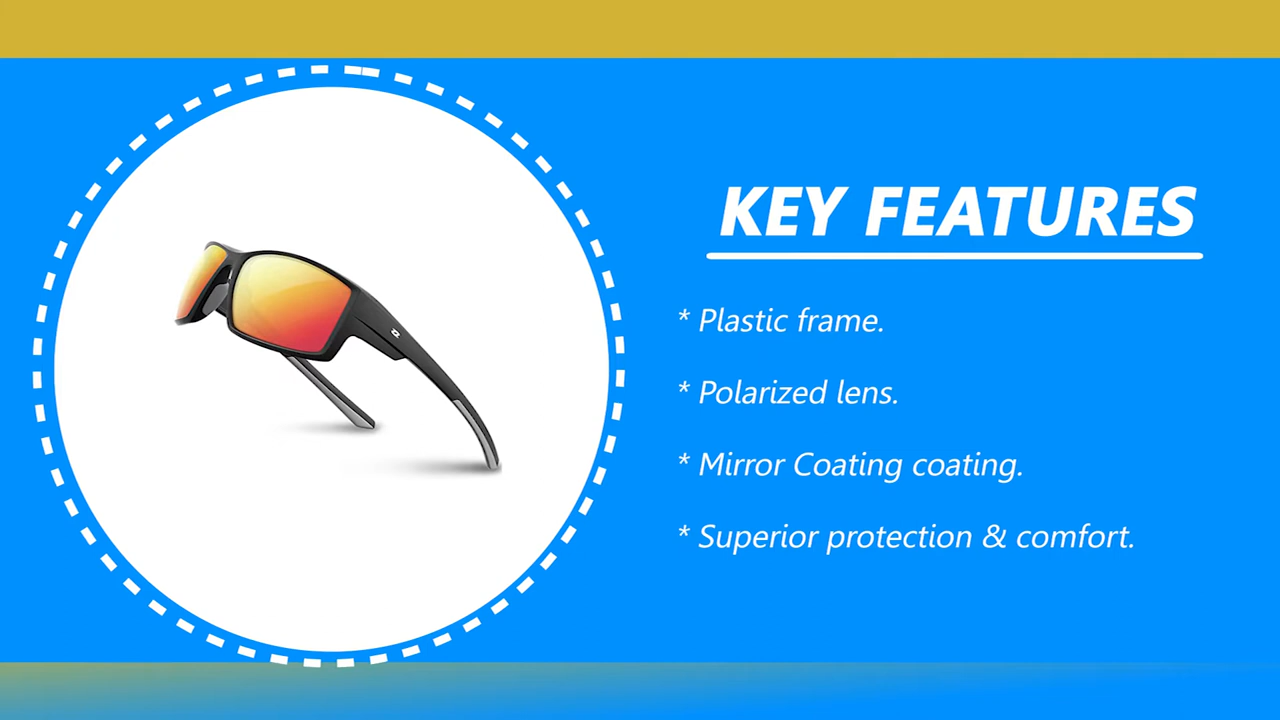 KEY FEATURES
* Plastic frame.
* Polarized lens.
* Mirror Coating coating.
* Superior protection & comfort.